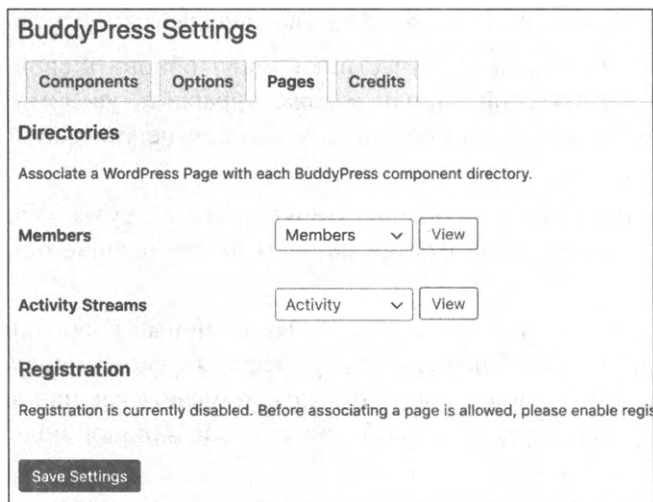 BuddyPress Settings
Components Options Pages Credits
Directories
Associate a WordPress Page with each BuddyPress component directory.
Members Members View
Activity Streams Activity View
Registration
Registration is currently disabled. Before associating a page is allowed, please enable regis
Save Settings